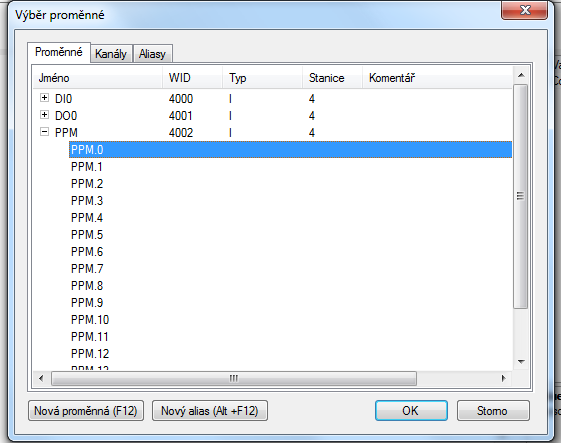 Výběr proměnné
Proměnné Kanály Aliasy
Jméno WID Typ Stanice Komentář
DI0 4000 I 4
DO0 4001 I 4
PPM 4002 I 4
PPM.0
PPM.1
PPM.2
PPM.3
PPM.4
PPM.5
PPM.6
PPM.7
PPM.8
PPM.9
PPM.10
PPM.11
PPM.12
Nová proměnná (F12) Nový alias (Alt +F12) OK Storno